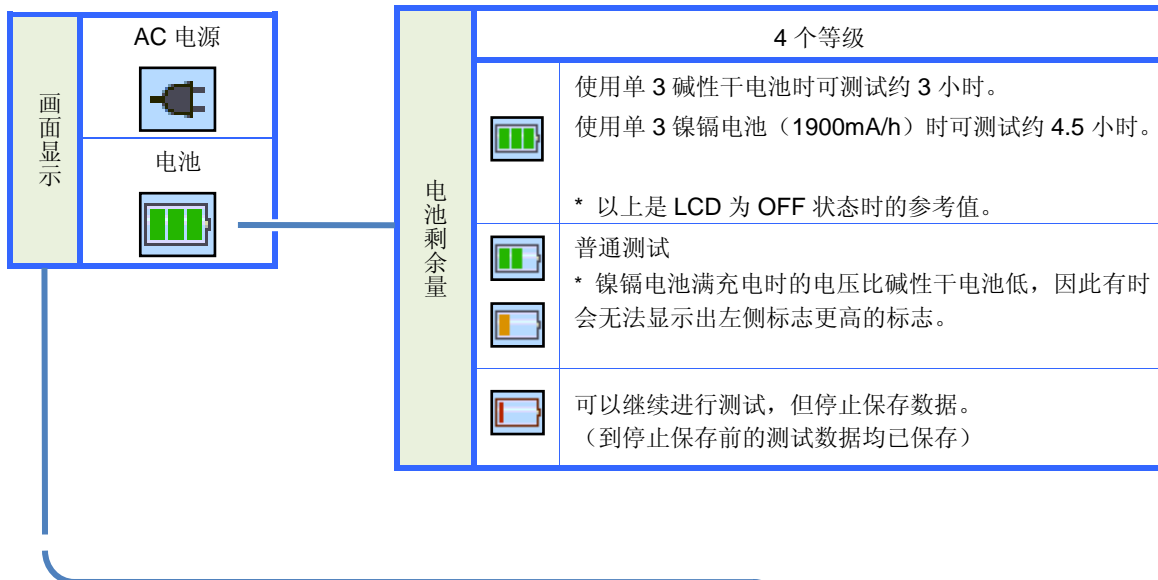 画面显示
AC 电源
电池
电池剩余量
4 个等级
使用单 3 碱性干电池时可测试约 3 小时。
使用单 3 镍镉电池（1900mA/h）时可测试约 4.5 小时。
* 以上是 LCD 为 OFF 状态时的参考值。
普通测试
* 镍镉电池满充电时的电压比碱性干电池低，因此有时
会无法显示出左侧标志更高的标志。
可以继续进行测试，但停止保存数据。
（到停止保存前的测试数据均已保存）